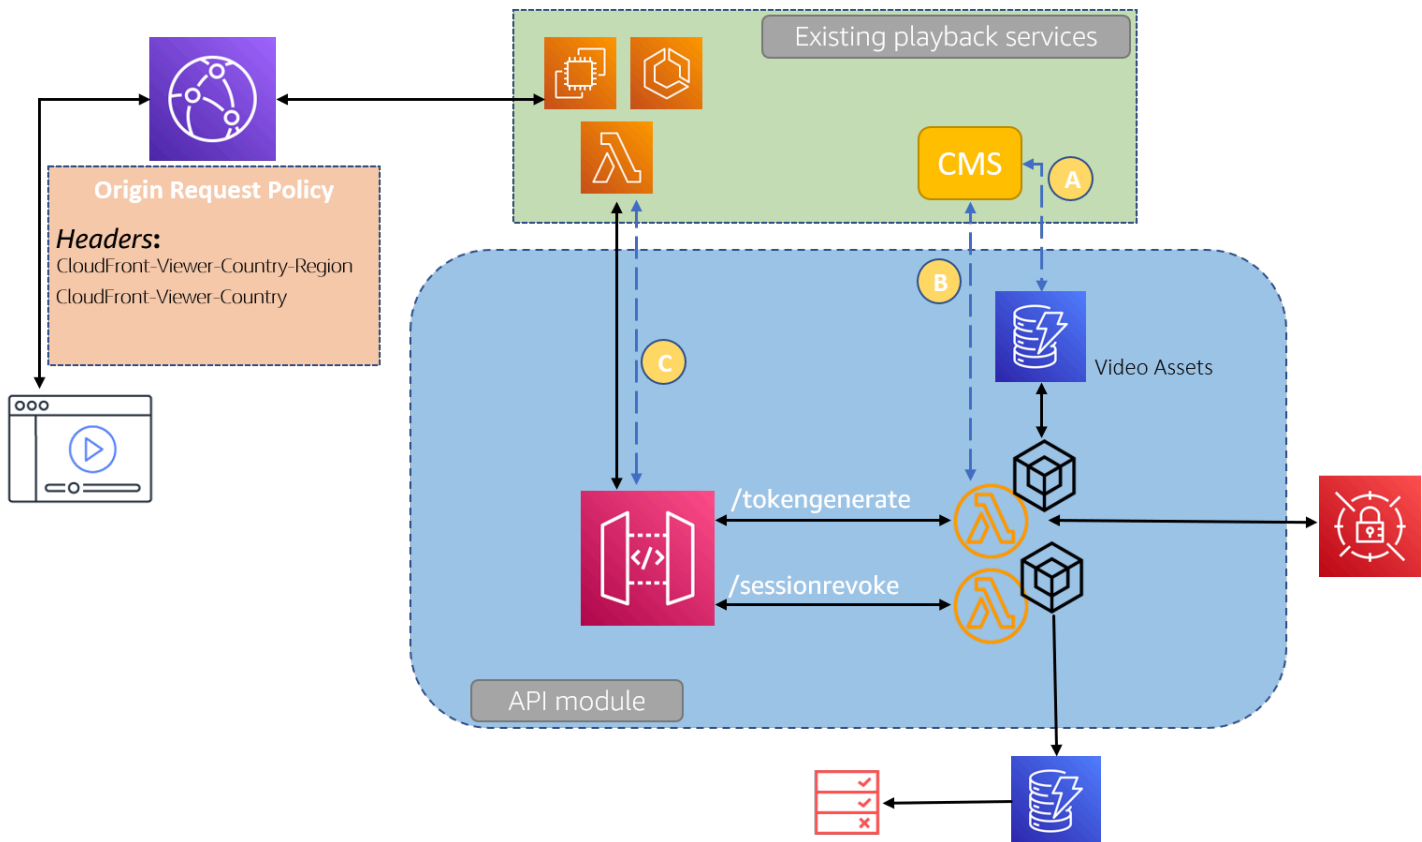 Existing playback services
CMS
A
Origin Request Policy
Headers:
CloudFront-Viewer-Country-Region
CloudFront-Viewer-Country
B
C
Video Assets
/tokengenerate
</>
/sessionrevoke
API module